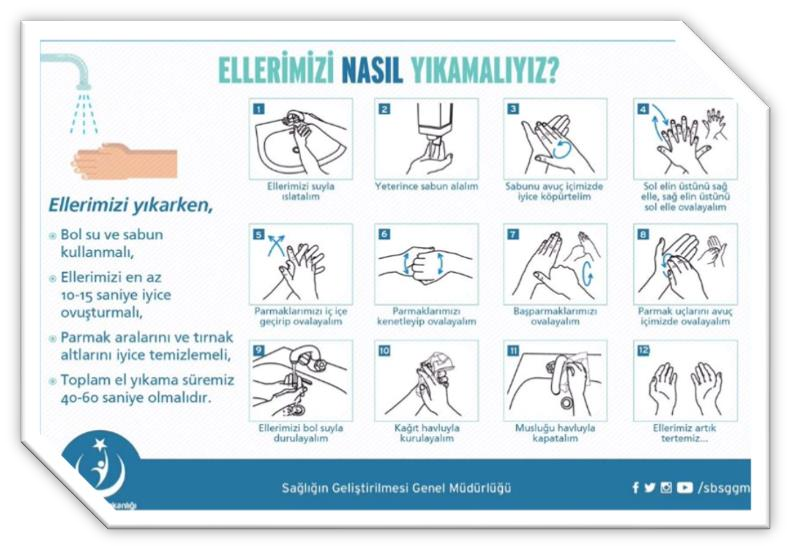 ELLERİMİZİ NASIL YIKAMALIYIZ?
Ellerimizi yıkarken,
Bol su ve sabun
kullanmalı,
Ellerimizi en az
10-15 saniye iyice
ovuşturmalı,
Parmak aralarını ve tırnak
altlarını iyice temizlemeli,
Toplam el yıkama süremiz
40-60 saniye olmalıdır.
1
Ellerimizi suyla
ıslatalım
2
Yeterince sabun alalım
3
Sabunu avuç içimizde
iyice köpürtelim
4
Sol elin üstünü sağ
elle, sağ elin üstünü
sol elle ovalayalım
5
Parmaklarımızı iç içe
geçirip ovalayalım
6
Parmaklarımızı
kenetleyip ovalayalım
7
Başparmaklarımızı
ovalayalım
8
Parmak uçlarını avuç
içimizde ovalayalım
9
Ellerimizi bol suyla
durulayalım
10
Kağıt havluyla
kurulayalım
11
Musluğu havluyla
kapatalım
12
Ellerimiz artık
tertemiz...
Sağlığın Geliştirilmesi Genel Müdürlüğü
/sbsggm